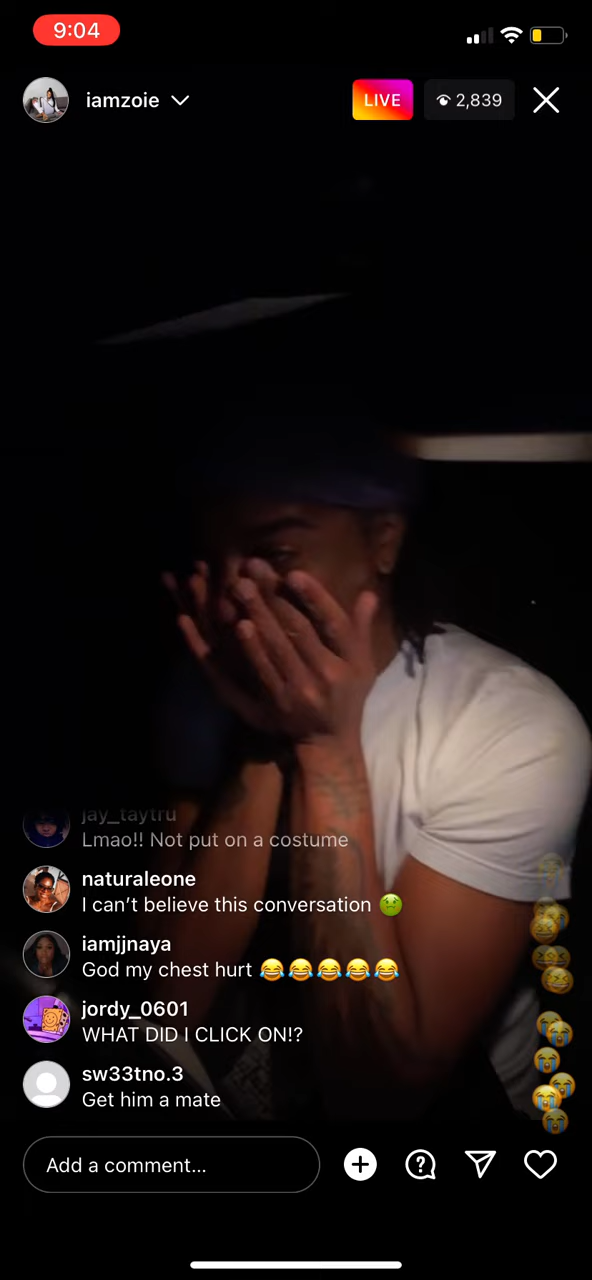 9:04
iamzoie
LIVE
2,839
jay_taytru
Lmao!! Not put on a costume
naturaleone
I can't believe this conversation 🤢
iamjjnaya
God my chest hurt 😂😂😂😂😂
jordy_0601
WHAT DID I CLICK ON!?
sw33tno.3
Get him a mate
Add a comment...